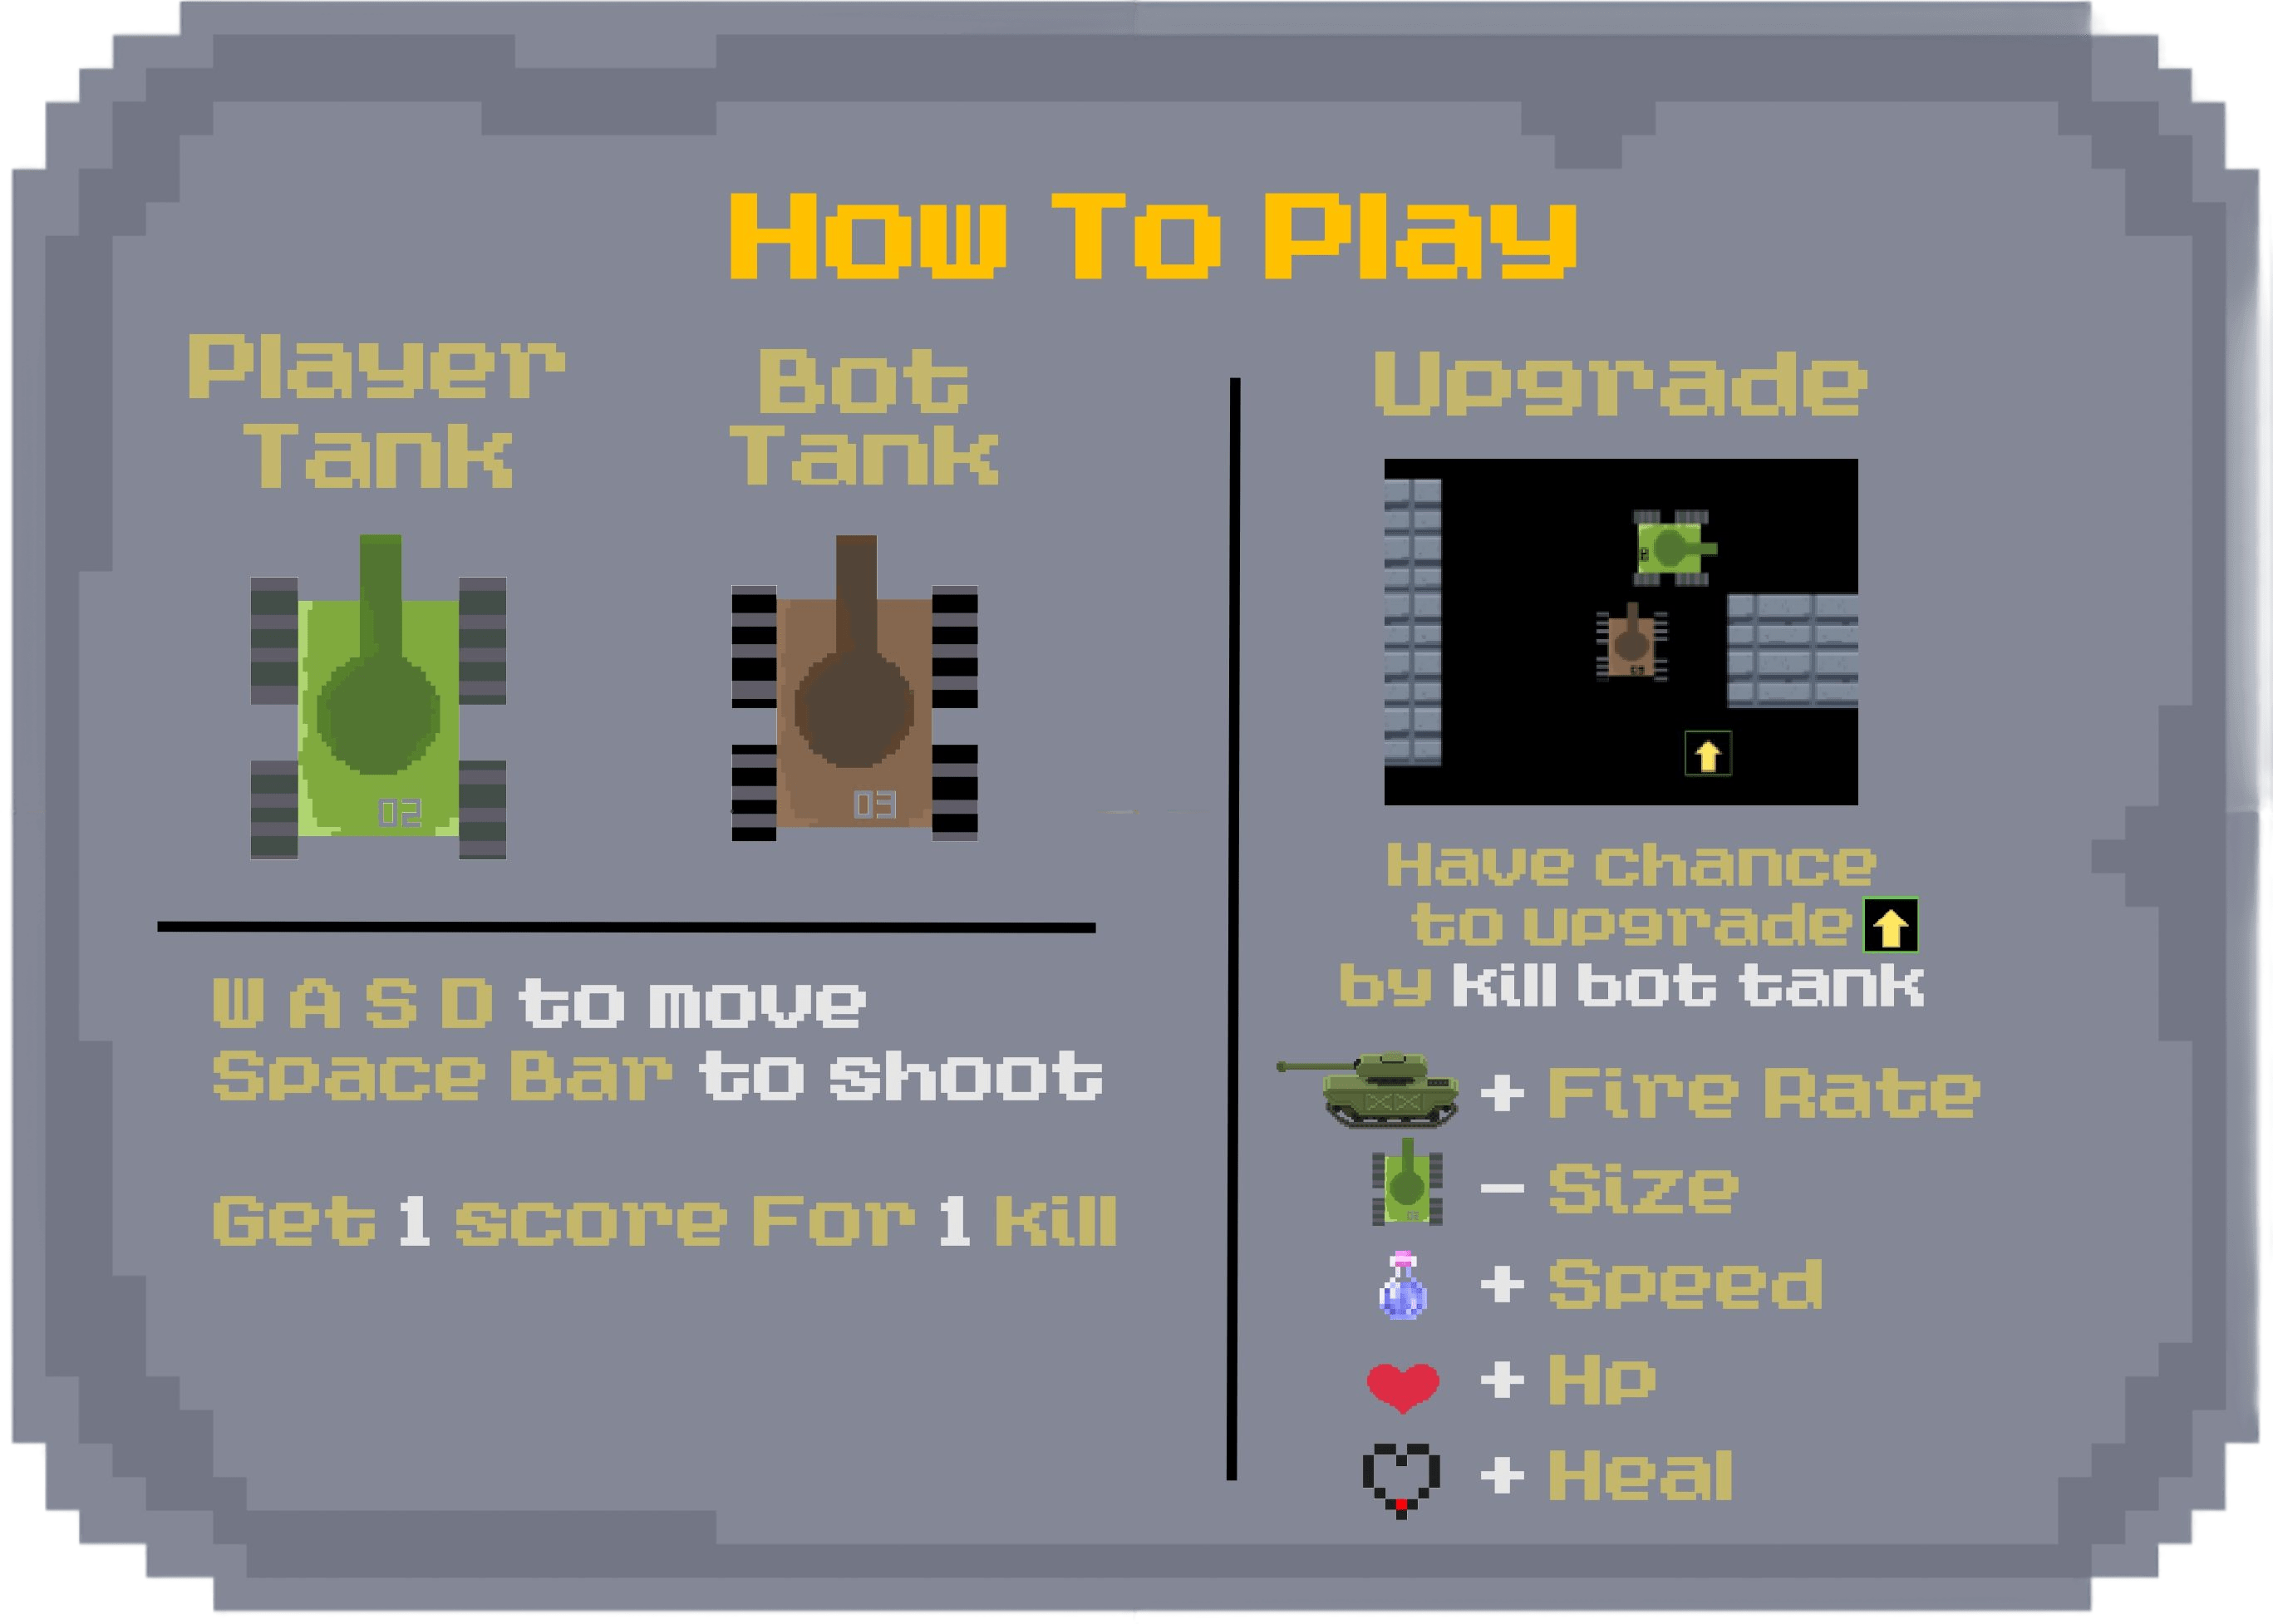 How To Play
Player
Tank
Bot
Tank
02
03
W A S D to move
Space Bar to shoot
Get 1 score For 1 Kill
Upgrade
Have chance
to upgrade
by Kill bot tank
+ Fire Rate
- Size
+ Speed
+ Hp
+ Heal